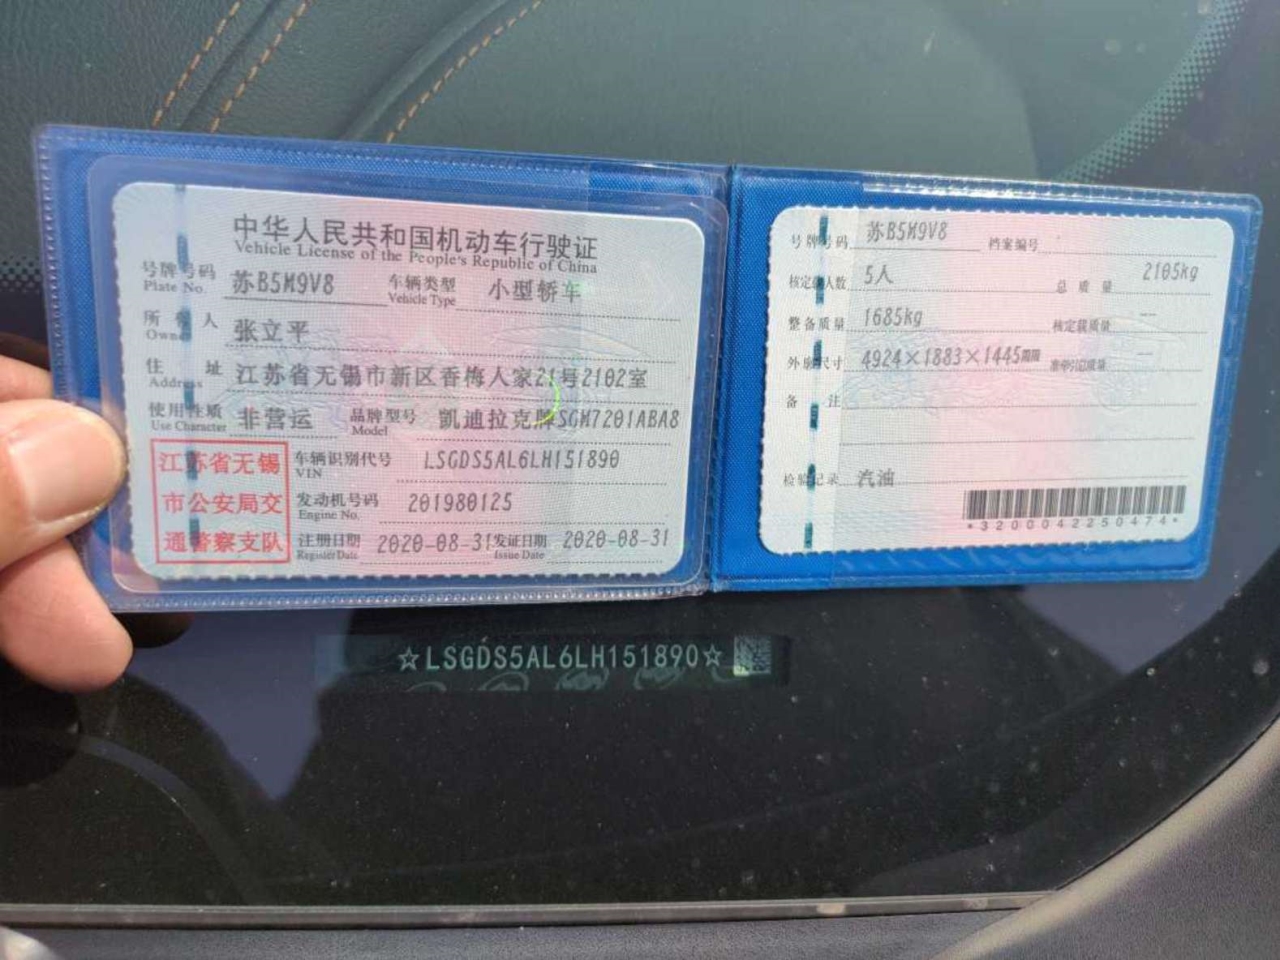 中华人民共和国机动车行驶证
Vehicle License of the People's Republic of China
号牌号码 苏B5M9V8 车辆类型 小型轿车
Plate No. Vehicle Type
所有人 张立平
Owner
住址 江苏省无锡市新区香梅人家21号2102室
Address
使用性质 非营运 品牌型号 凯迪拉克牌SGM7201ABA8
Use Character Model
江苏省无锡
市公安局交
通警察支队
车辆识别代号 LSGDS5AL6LH151890
VIN
发动机号码 201980125
Engine No.
注册日期 2020-08-31 发证日期 2020-08-31
Register Date Issue Date
号牌号码 苏B5M9V8 档案编号
核定载人数 5人 总质量 2105kg
整备质量 1685kg 核定载质量 --
外廓尺寸 4924×1883×1445mm 准牵引总质量 --
备注
检验记录 汽油
*3200042250474*
☆LSGDS5AL6LH151890☆